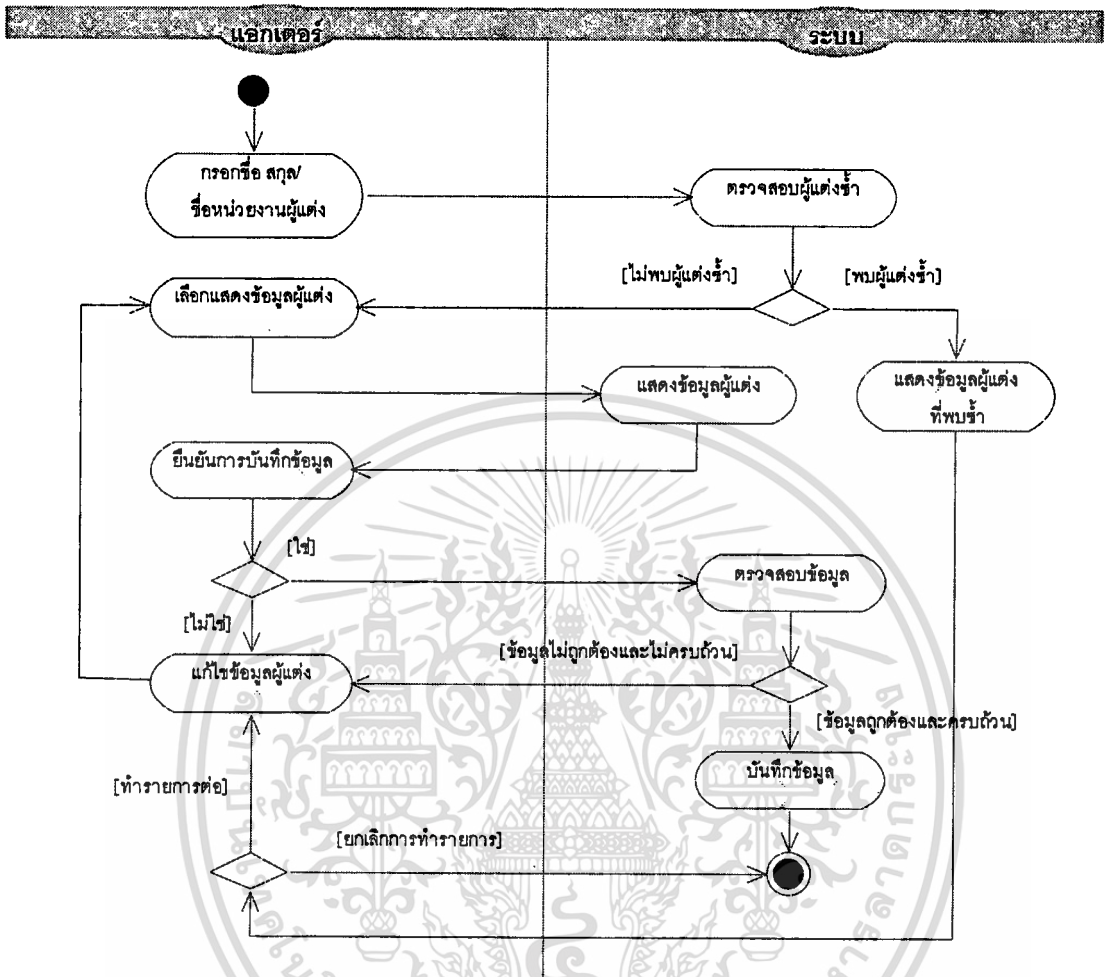 แอกเตอร์
ระบบ
กรอกชื่อ สกุล/
ชื่อหน่วยงานผู้แต่ง
ตรวจสอบผู้แต่งซ้ำ
[ไม่พบผู้แต่งซ้ำ]
[พบผู้แต่งซ้ำ]
เลือกแสดงข้อมูลผู้แต่ง
แสดงข้อมูลผู้แต่ง
แสดงข้อมูลผู้แต่ง
ที่พบซ้ำ
ยืนยันการบันทึกข้อมูล
[ใช่]
ตรวจสอบข้อมูล
[ไม่ใช่]
[ข้อมูลไม่ถูกต้องและไม่ครบถ้วน]
แก้ไขข้อมูลผู้แต่ง
[ข้อมูลถูกต้องและครบถ้วน]
บันทึกข้อมูล
[ทำรายการต่อ]
[ยกเลิกการทำรายการ]